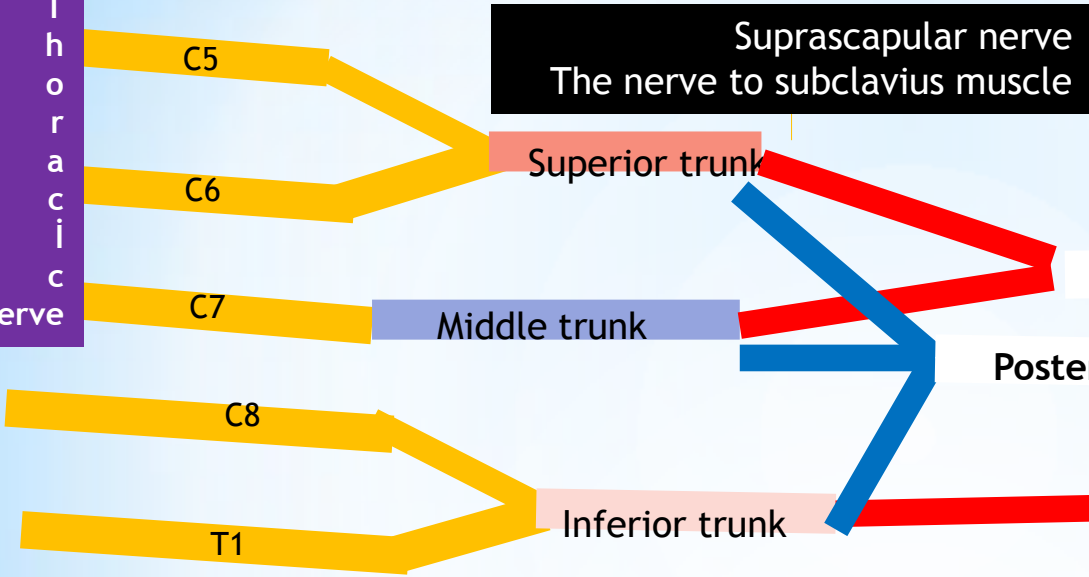 h
o
r
a
c
İ
c
erve
Suprascapular nerve
The nerve to subclavius muscle
C5
Superior trunk
C6
C7
Middle trunk
Poste
C8
Inferior trunk
T1